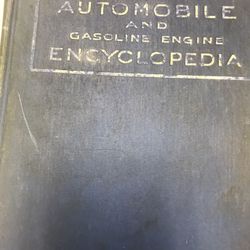 AUTOMOBILE
AND
GASOLINE ENGINE
ENCYCLOPEDIA